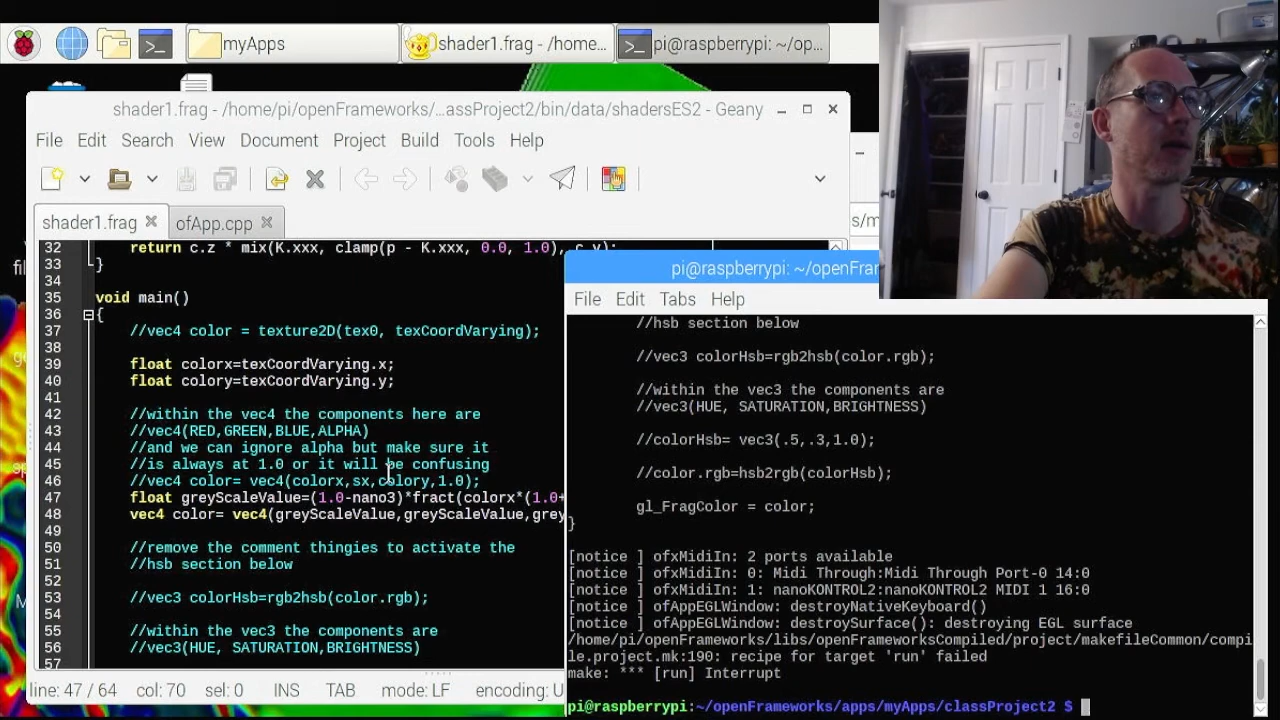 myApps
shader1.frag - /home...
pi@raspberrypi: ~/op...
shader1.frag - /home/pi/openFrameworks/...assProject2/bin/data/shadersES2 - Geany
File Edit Search View Document Project Build Tools Help
shader1.frag
ofApp.cpp
32 return c.z * mix(K.xxx, clamp(p - K.xxx, 0.0, 1.0), c.y);
33 }
34
35 void main()
36 {
37 //vec4 color = texture2D(tex0, texCoordVarying);
38
39 float colorx=texCoordVarying.x;
40 float colory=texCoordVarying.y;
41
42 //within the vec4 the components here are
43 //vec4(RED,GREEN,BLUE,ALPHA)
44 //and we can ignore alpha but make sure it
45 //is always at 1.0 or it will be confusing
46 //vec4 color= vec4(colorx,sx,colory,1.0);
47 float greyScaleValue=(1.0-nano3)*fract(colorx*(1.0+
48 vec4 color= vec4(greyScaleValue,greyScaleValue,grey
49
50 //remove the comment thingies to activate the
51 //hsb section below
52
53 //vec3 colorHsb=rgb2hsb(color.rgb);
54
55 //within the vec3 the components are
56 //vec3(HUE, SATURATION,BRIGHTNESS)
57
line: 47 / 64 col: 70 sel: 0 INS TAB mode: LF encoding: U
s/m
pi@raspberrypi: ~/openFra
File Edit Tabs Help
//hsb section below
//vec3 colorHsb=rgb2hsb(color.rgb);
//within the vec3 the components are
//vec3(HUE, SATURATION,BRIGHTNESS)
//colorHsb= vec3(.5,.3,1.0);
//color.rgb=hsb2rgb(colorHsb);
gl_FragColor = color;
}
[notice ] ofxMidiIn: 2 ports available
[notice ] ofxMidiIn: 0: Midi Through:Midi Through Port-0 14:0
[notice ] ofxMidiIn: 1: nanoKONTROL2:nanoKONTROL2 MIDI 1 16:0
[notice ] ofAppEGLWindow: destroyNativeKeyboard()
[notice ] ofAppEGLWindow: destroySurface(): destroying EGL surface
/home/pi/openFrameworks/libs/openFrameworksCompiled/project/makefileCommon/compi
le.project.mk:190: recipe for target 'run' failed
make: *** [run] Interrupt
pi@raspberrypi:~/openFrameworks/apps/myApps/classProject2 $